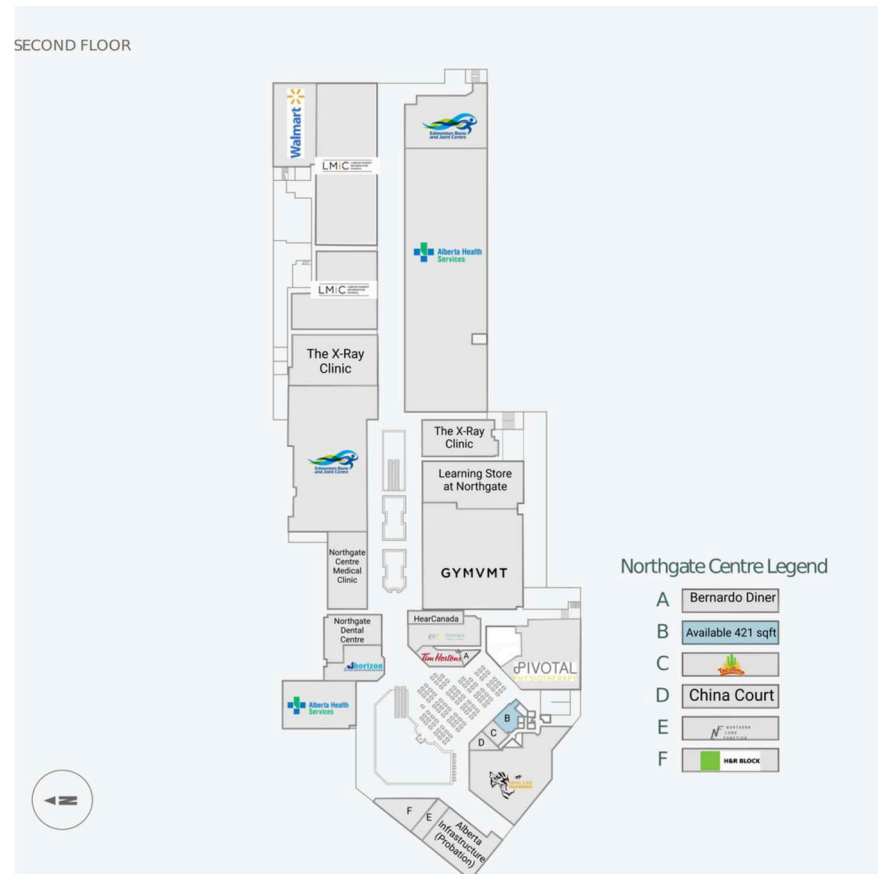 SECOND FLOOR
Walmart
Edmonton Bone
and Joint Centre
LMiC
Alberta Health
Services
LMiC
The X-Ray
Clinic
The X-Ray
Clinic
Edmonton Bone
and Joint Centre
Learning Store
at Northgate
Northgate
Centre
Medical
Clinic
GYMVMT
Northgate
Dental
Centre
HearCanada
Tim Hortons
A
horizon
PIVOTAL
PHYSIOTHERAPY
Alberta Health
Services
B
C
D
F
E
Alberta
Infrastructure
(Probation)
N
Northgate Centre Legend
A
Bernardo Diner
B
Available 421 sqft
C
D
China Court
E
NORTHERN
F
H&R BLOCK